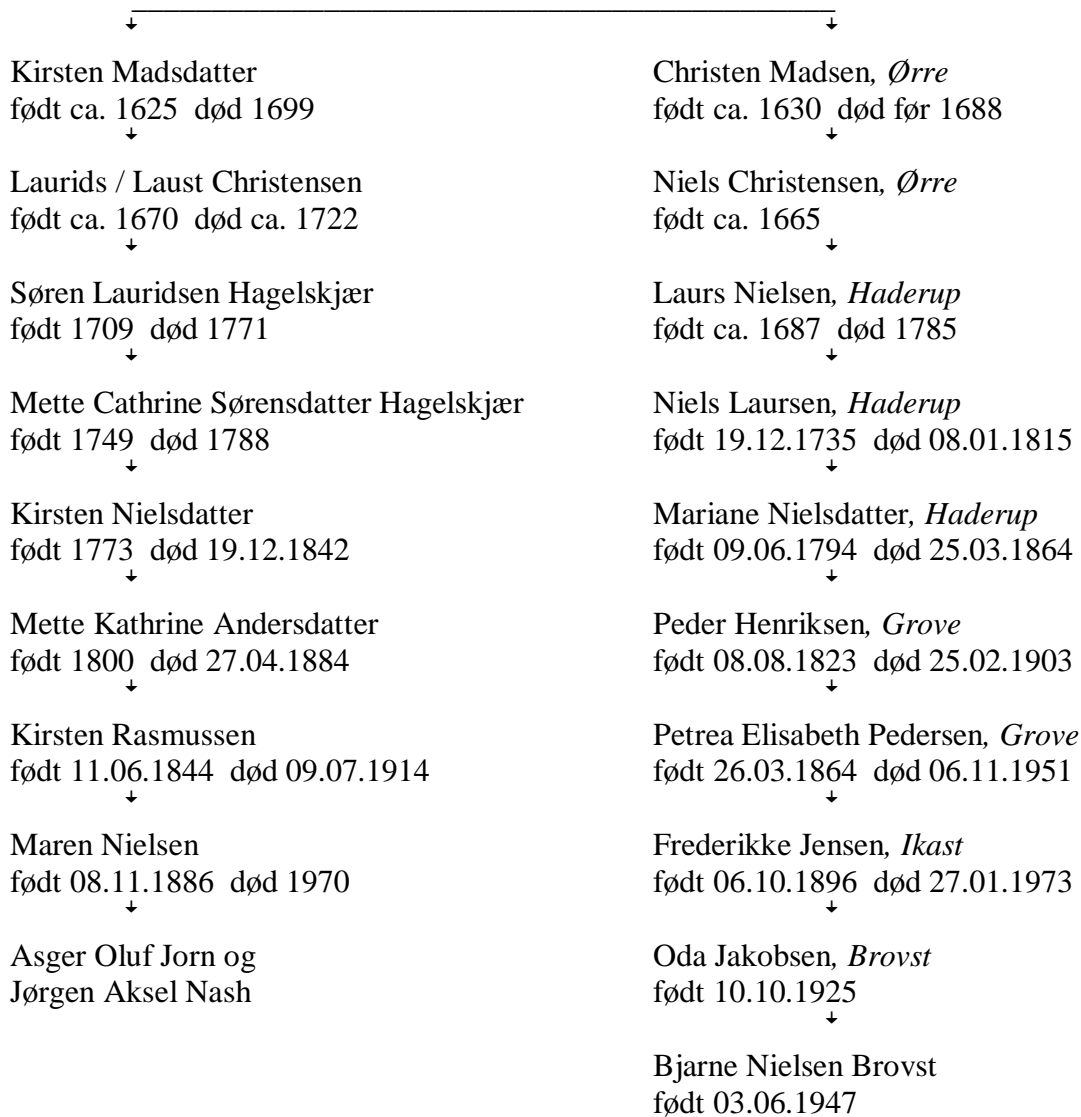 Kirsten Madsdatter
født ca. 1625 død 1699
Laurids / Laust Christensen
født ca. 1670 død ca. 1722
Søren Lauridsen Hagelskjær
født 1709 død 1771
Mette Cathrine Sørensdatter Hagelskjær
født 1749 død 1788
Kirsten Nielsdatter
født 1773 død 19.12.1842
Mette Kathrine Andersdatter
født 1800 død 27.04.1884
Kirsten Rasmussen
født 11.06.1844 død 09.07.1914
Maren Nielsen
født 08.11.1886 død 1970
Asger Oluf Jorn og
Jørgen Aksel Nash
Christen Madsen, Ørre
født ca. 1630 død før 1688
Niels Christensen, Ørre
født ca. 1665
Laurs Nielsen, Haderup
født ca. 1687 død 1785
Niels Laursen, Haderup
født 19.12.1735 død 08.01.1815
Mariane Nielsdatter, Haderup
født 09.06.1794 død 25.03.1864
Peder Henriksen, Grove
født 08.08.1823 død 25.02.1903
Petrea Elisabeth Pedersen, Grove
født 26.03.1864 død 06.11.1951
Frederikke Jensen, Ikast
født 06.10.1896 død 27.01.1973
Oda Jakobsen, Brovst
født 10.10.1925
Bjarne Nielsen Brovst
født 03.06.1947